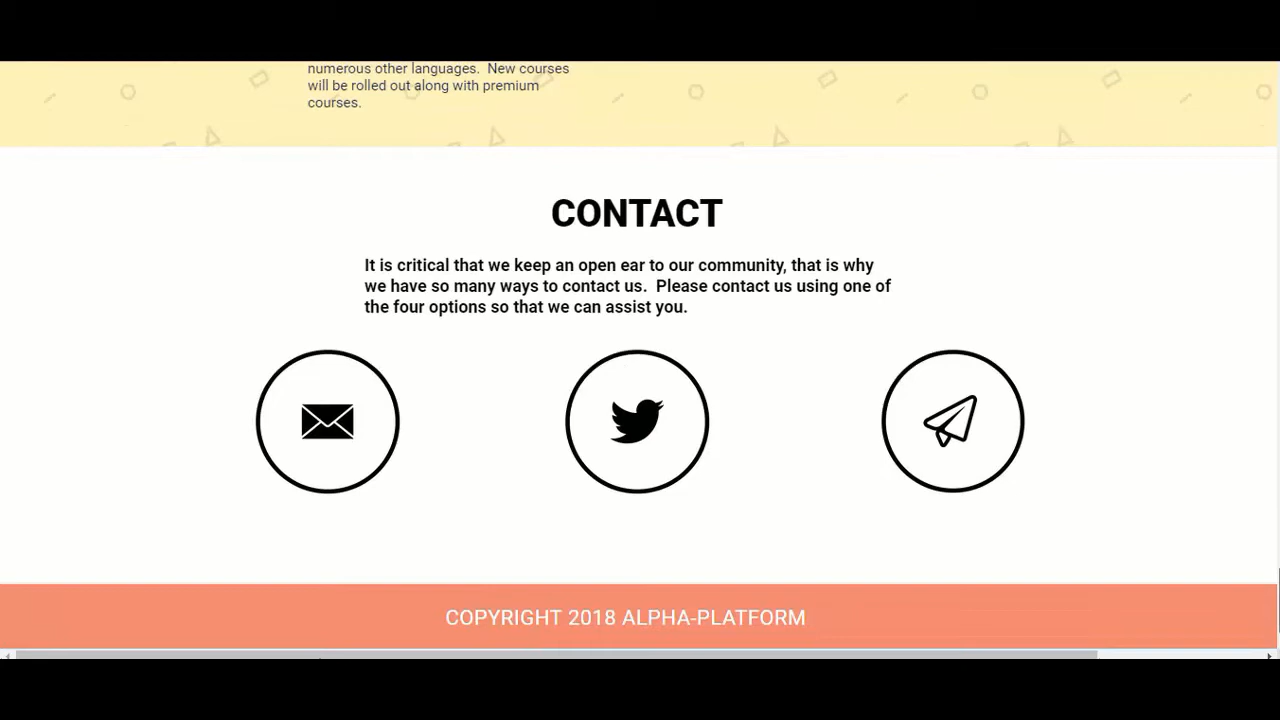 numerous other languages.  New courses
will be rolled out along with premium
courses.
CONTACT
It is critical that we keep an open ear to our community, that is why
we have so many ways to contact us.  Please contact us using one of
the four options so that we can assist you.
COPYRIGHT 2018 ALPHA-PLATFORM